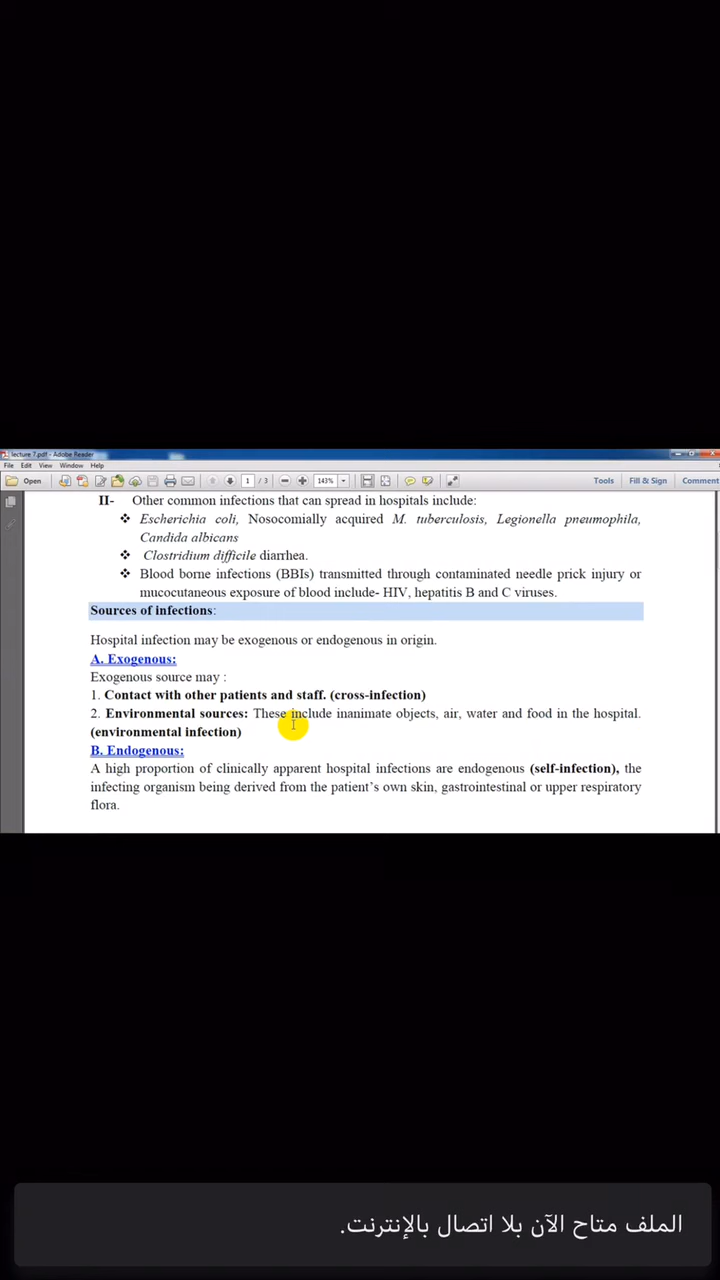 lecture 7.pdf - Adobe Reader
File Edit View Window Help
Open 1 / 3 143% Tools Fill & Sign Comment
II- Other common infections that can spread in hospitals include:
❖ Escherichia coli, Nosocomially acquired M. tuberculosis, Legionella pneumophila,
Candida albicans
❖ Clostridium difficile diarrhea.
❖ Blood borne infections (BBIs) transmitted through contaminated needle prick injury or
mucocutaneous exposure of blood include- HIV, hepatitis B and C viruses.
Sources of infections:
Hospital infection may be exogenous or endogenous in origin.
A. Exogenous:
Exogenous source may :
1. Contact with other patients and staff. (cross-infection)
2. Environmental sources: These include inanimate objects, air, water and food in the hospital.
(environmental infection)
B. Endogenous:
A high proportion of clinically apparent hospital infections are endogenous (self-infection), the
infecting organism being derived from the patient's own skin, gastrointestinal or upper respiratory
flora.
الملف متاح الآن بلا اتصال بالإنترنت.